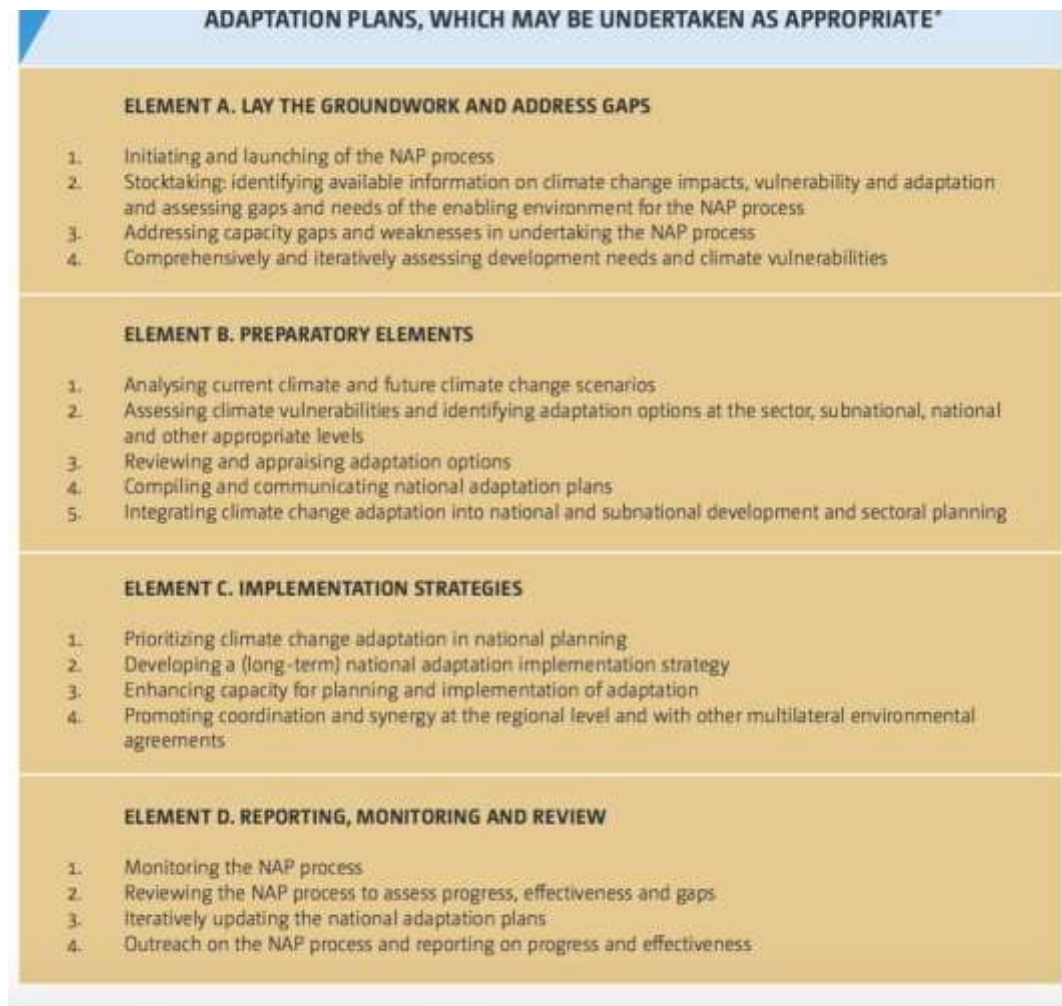 ADAPTATION PLANS, WHICH MAY BE UNDERTAKEN AS APPROPRIATE*
ELEMENT A. LAY THE GROUNDWORK AND ADDRESS GAPS
1. Initiating and launching of the NAP process
2. Stocktaking: identifying available information on climate change impacts, vulnerability and adaptation
and assessing gaps and needs of the enabling environment for the NAP process
3. Addressing capacity gaps and weaknesses in undertaking the NAP process
4. Comprehensively and iteratively assessing development needs and climate vulnerabilities
ELEMENT B. PREPARATORY ELEMENTS
1. Analysing current climate and future climate change scenarios
2. Assessing climate vulnerabilities and identifying adaptation options at the sector, subnational, national
and other appropriate levels
3. Reviewing and appraising adaptation options
4. Compiling and communicating national adaptation plans
5. Integrating climate change adaptation into national and subnational development and sectoral planning
ELEMENT C. IMPLEMENTATION STRATEGIES
1. Prioritizing climate change adaptation in national planning
2. Developing a (long-term) national adaptation implementation strategy
3. Enhancing capacity for planning and implementation of adaptation
4. Promoting coordination and synergy at the regional level and with other multilateral environmental
agreements
ELEMENT D. REPORTING, MONITORING AND REVIEW
1. Monitoring the NAP process
2. Reviewing the NAP process to assess progress, effectiveness and gaps
3. Iteratively updating the national adaptation plans
4. Outreach on the NAP process and reporting on progress and effectiveness